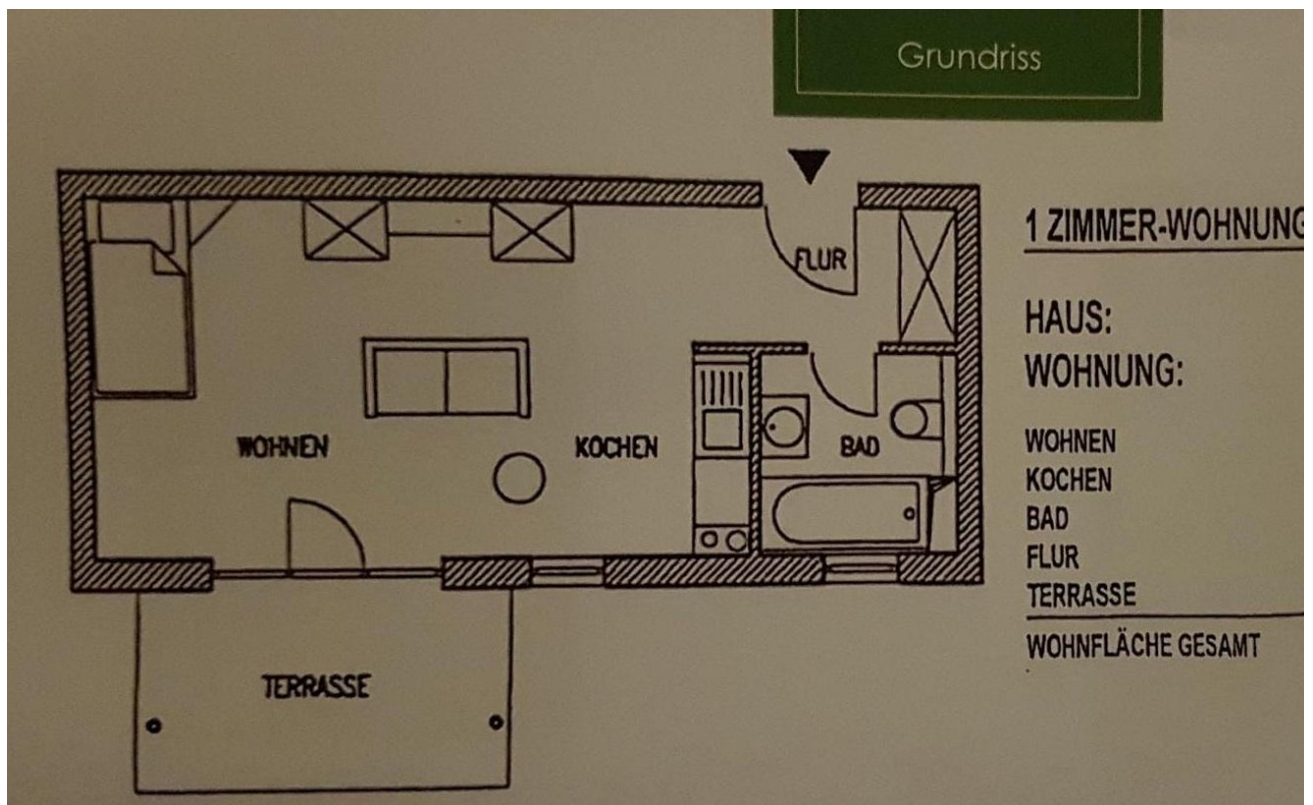 Grundriss
FLUR
WOHNEN
KOCHEN
BAD
TERRASSE
1 ZIMMER-WOHNUNG
HAUS:
WOHNUNG:
WOHNEN
KOCHEN
BAD
FLUR
TERRASSE
WOHNFLÄCHE GESAMT